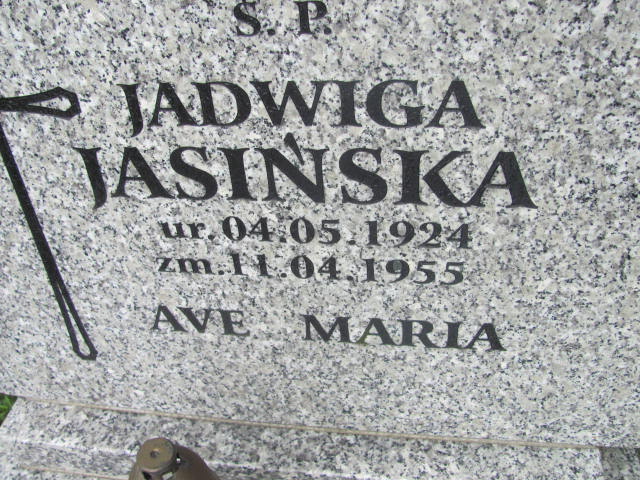 Ś. P.
JADWIGA
JASIŃSKA
ur. 04.05.1924
zm. 11.04.1955
AVE MARIA